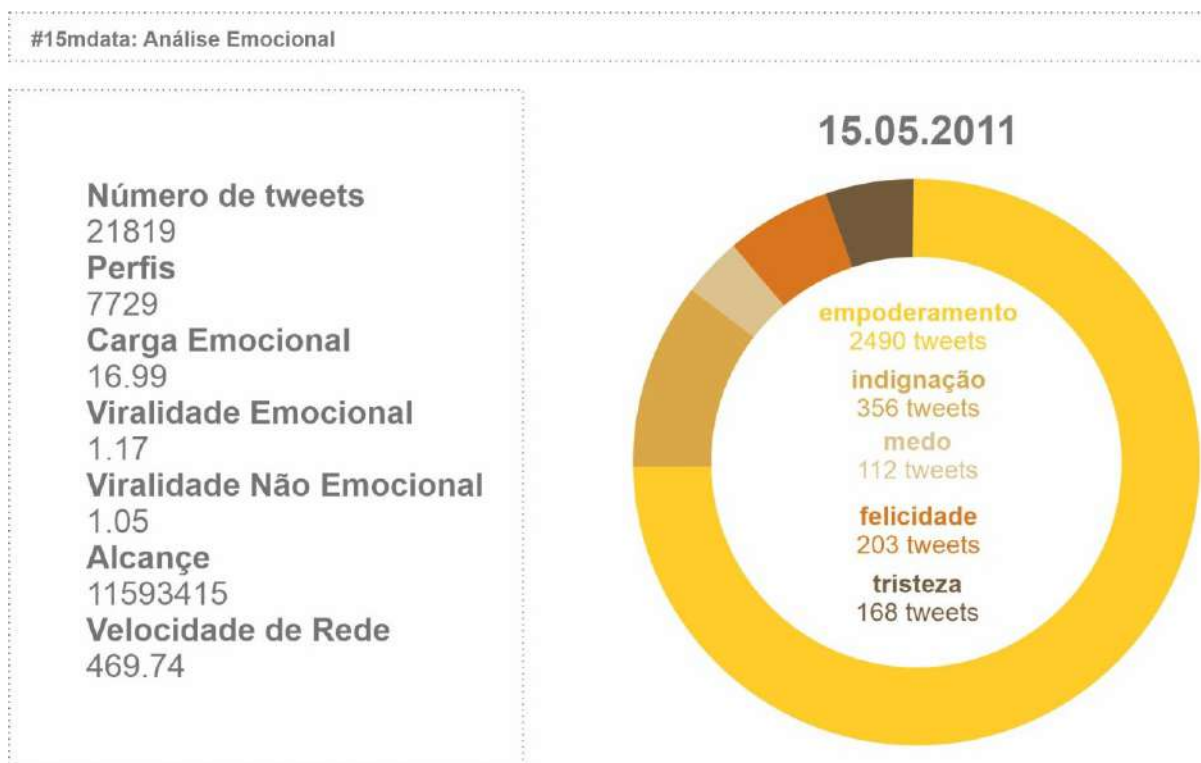 #15mdata: Análise Emocional
Número de tweets
21819
Perfis
7729
Carga Emocional
16.99
Viralidade Emocional
1.17
Viralidade Não Emocional
1.05
Alcançe
11593415
Velocidade de Rede
469.74
15.05.2011
empoderamento
2490 tweets
indignação
356 tweets
medo
112 tweets
felicidade
203 tweets
tristeza
168 tweets